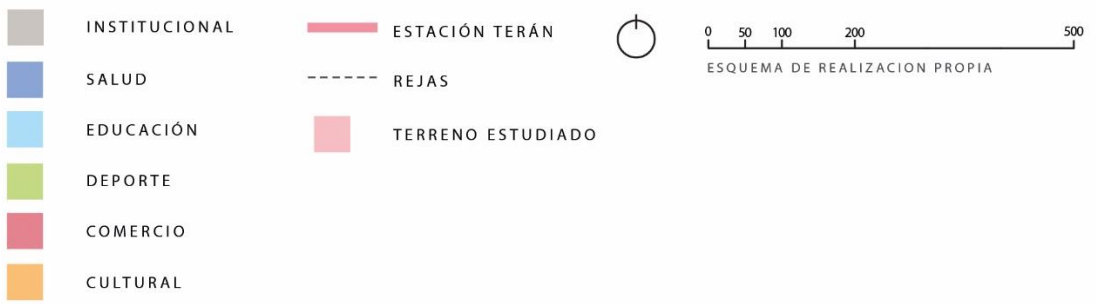 INSTITUCIONAL
SALUD
EDUCACIÓN
DEPORTE
COMERCIO
CULTURAL
ESTACIÓN TERÁN
REJAS
TERRENO ESTUDIADO
0 50 100 200 500
ESQUEMA DE REALIZACION PROPIA